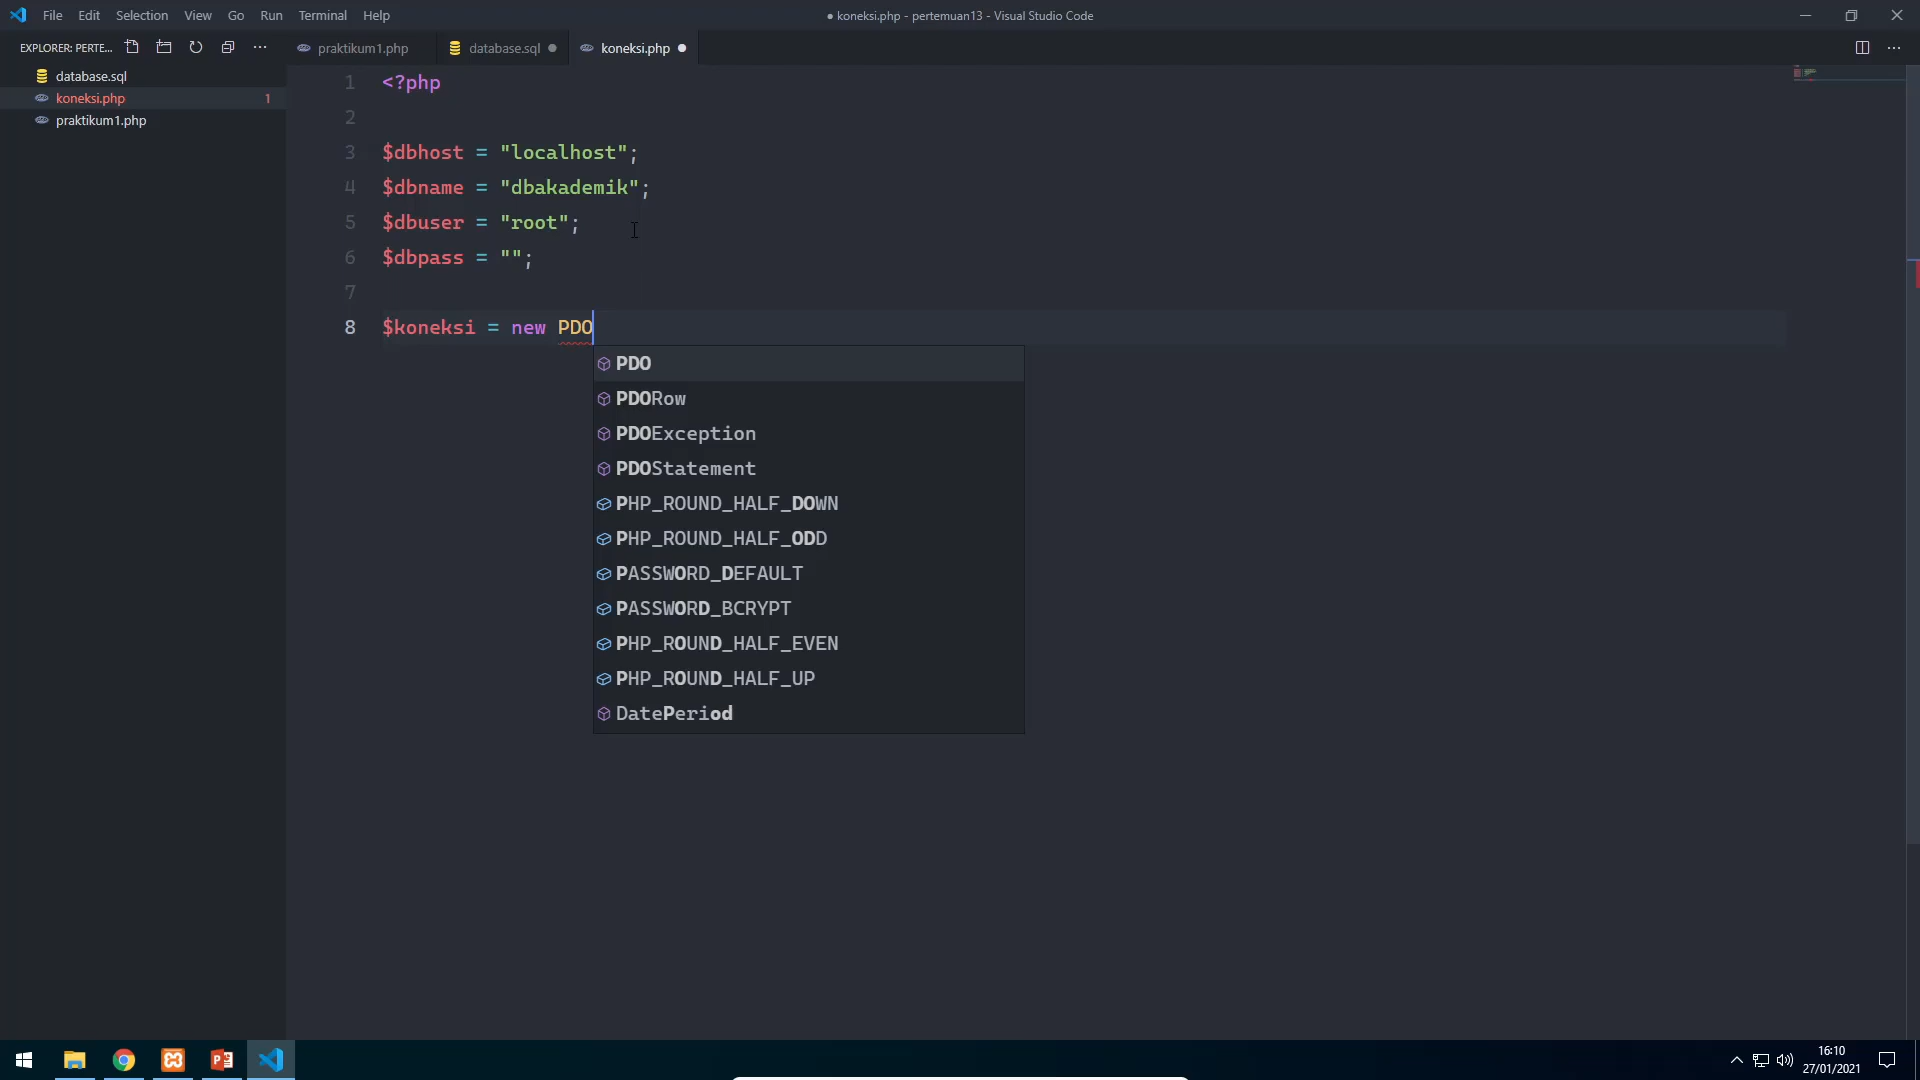 File Edit Selection View Go Run Terminal Help
● koneksi.php - pertemuan13 - Visual Studio Code
EXPLORER: PERTE...
praktikum1.php
database.sql
koneksi.php
database.sql
koneksi.php 1
praktikum1.php
1 <?php
2
3 $dbhost = "localhost";
4 $dbname = "dbakademik";
5 $dbuser = "root";
6 $dbpass = "";
7
8 $koneksi = new PDO
PDO
PDORow
PDOException
PDOStatement
PHP_ROUND_HALF_DOWN
PHP_ROUND_HALF_ODD
PASSWORD_DEFAULT
PASSWORD_BCRYPT
PHP_ROUND_HALF_EVEN
PHP_ROUND_HALF_UP
DatePeriod
16:10
27/01/2021